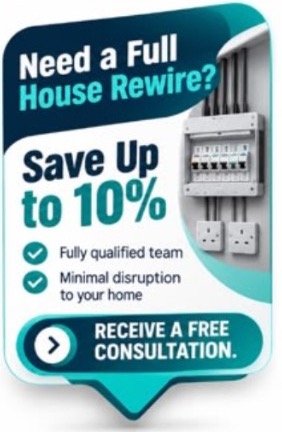 Need a Full
House Rewire?
Save Up
to 10%
Fully qualified team
Minimal disruption
to your home
RECEIVE A FREE
CONSULTATION.